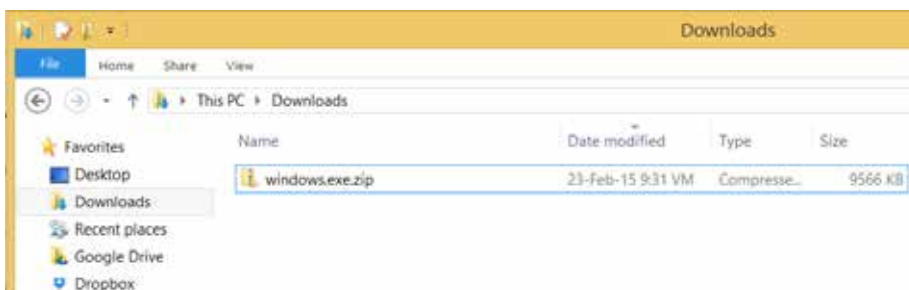 Downloads
File Home Share View
This PC Downloads
Favorites
Desktop
Downloads
Recent places
Google Drive
Dropbox
Name Date modified Type Size
windows.exe.zip 23-Feb-15 9:31 VM Compresse... 9566 KB